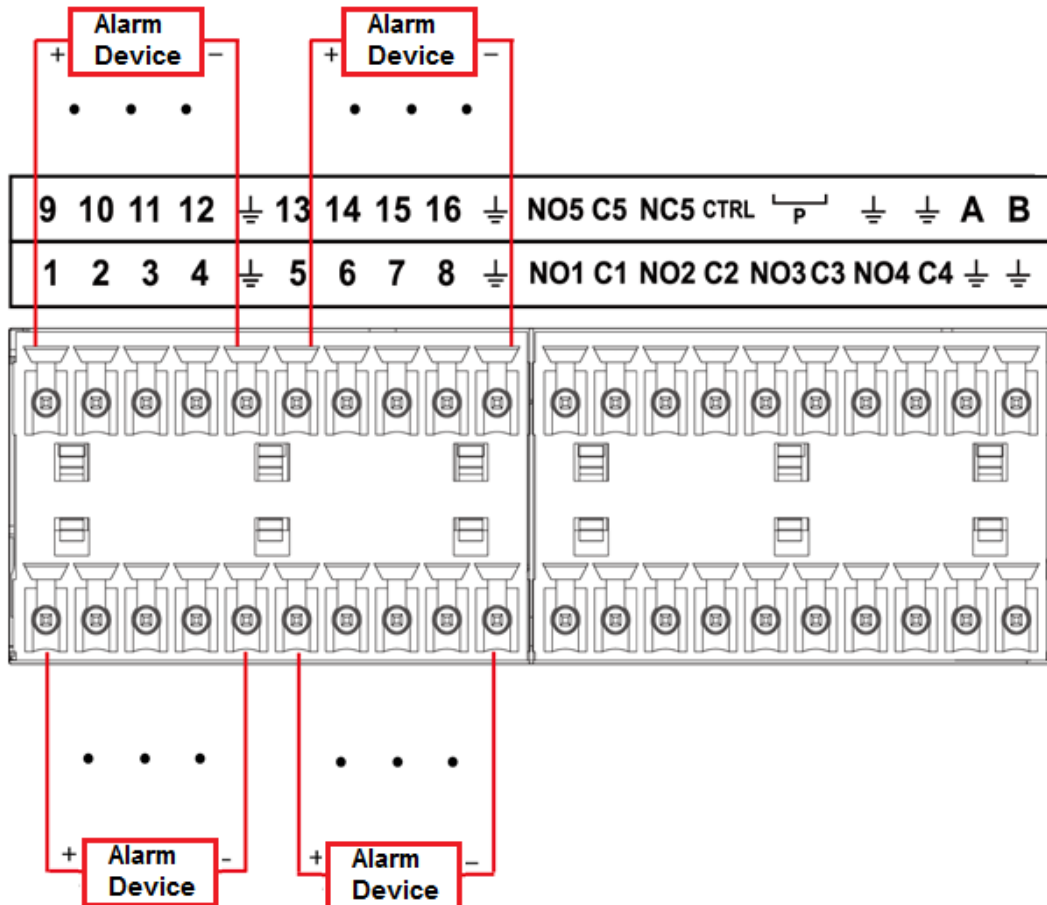 Alarm Device
+ -
Alarm Device
+ -
9 10 11 12 ⏚ 13 14 15 16 ⏚ NO5 C5 NC5 CTRL P ⏚ ⏚ A B
1 2 3 4 ⏚ 5 6 7 8 ⏚ NO1 C1 NO2 C2 NO3 C3 NO4 C4 ⏚ ⏚
+ -
Alarm Device
+ -
Alarm Device